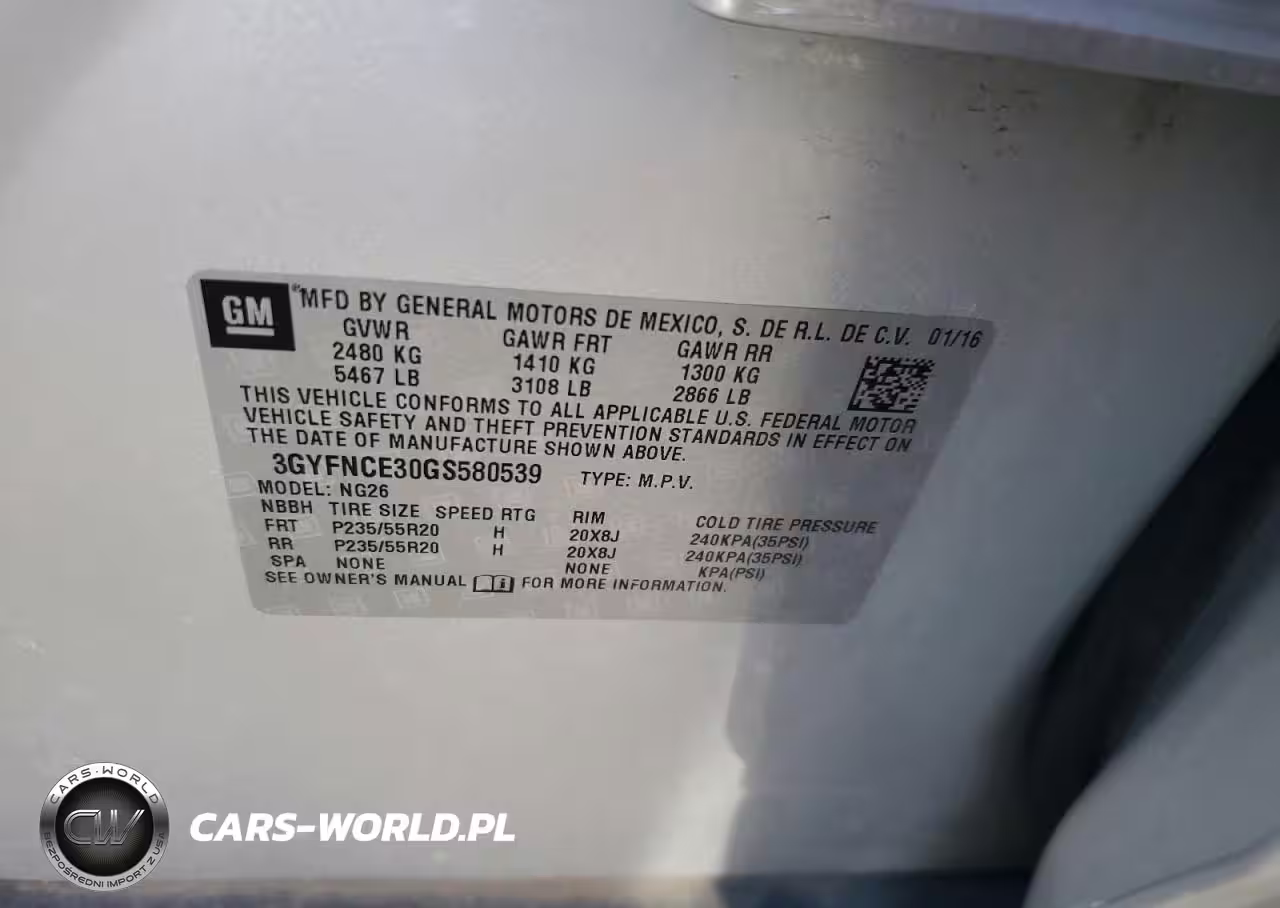 GM
® MFD BY GENERAL MOTORS DE MEXICO, S. DE R.L. DE C.V. 01/16
GVWR GAWR FRT GAWR RR
2480 KG 1410 KG 1300 KG
5467 LB 3108 LB 2866 LB
THIS VEHICLE CONFORMS TO ALL APPLICABLE U.S. FEDERAL MOTOR
VEHICLE SAFETY AND THEFT PREVENTION STANDARDS IN EFFECT ON
THE DATE OF MANUFACTURE SHOWN ABOVE.
3GYFNCE30GS580539 TYPE: M.P.V.
MODEL: NG26
NBBH TIRE SIZE SPEED RTG RIM COLD TIRE PRESSURE
FRT P235/55R20 H 20X8J 240KPA(35PSI)
RR P235/55R20 H 20X8J 240KPA(35PSI)
SPA NONE NONE KPA(PSI)
SEE OWNER'S MANUAL FOR MORE INFORMATION.
CARS-WORLD
CW
BEZPOŚREDNI IMPORT Z USA
CARS-WORLD.PL